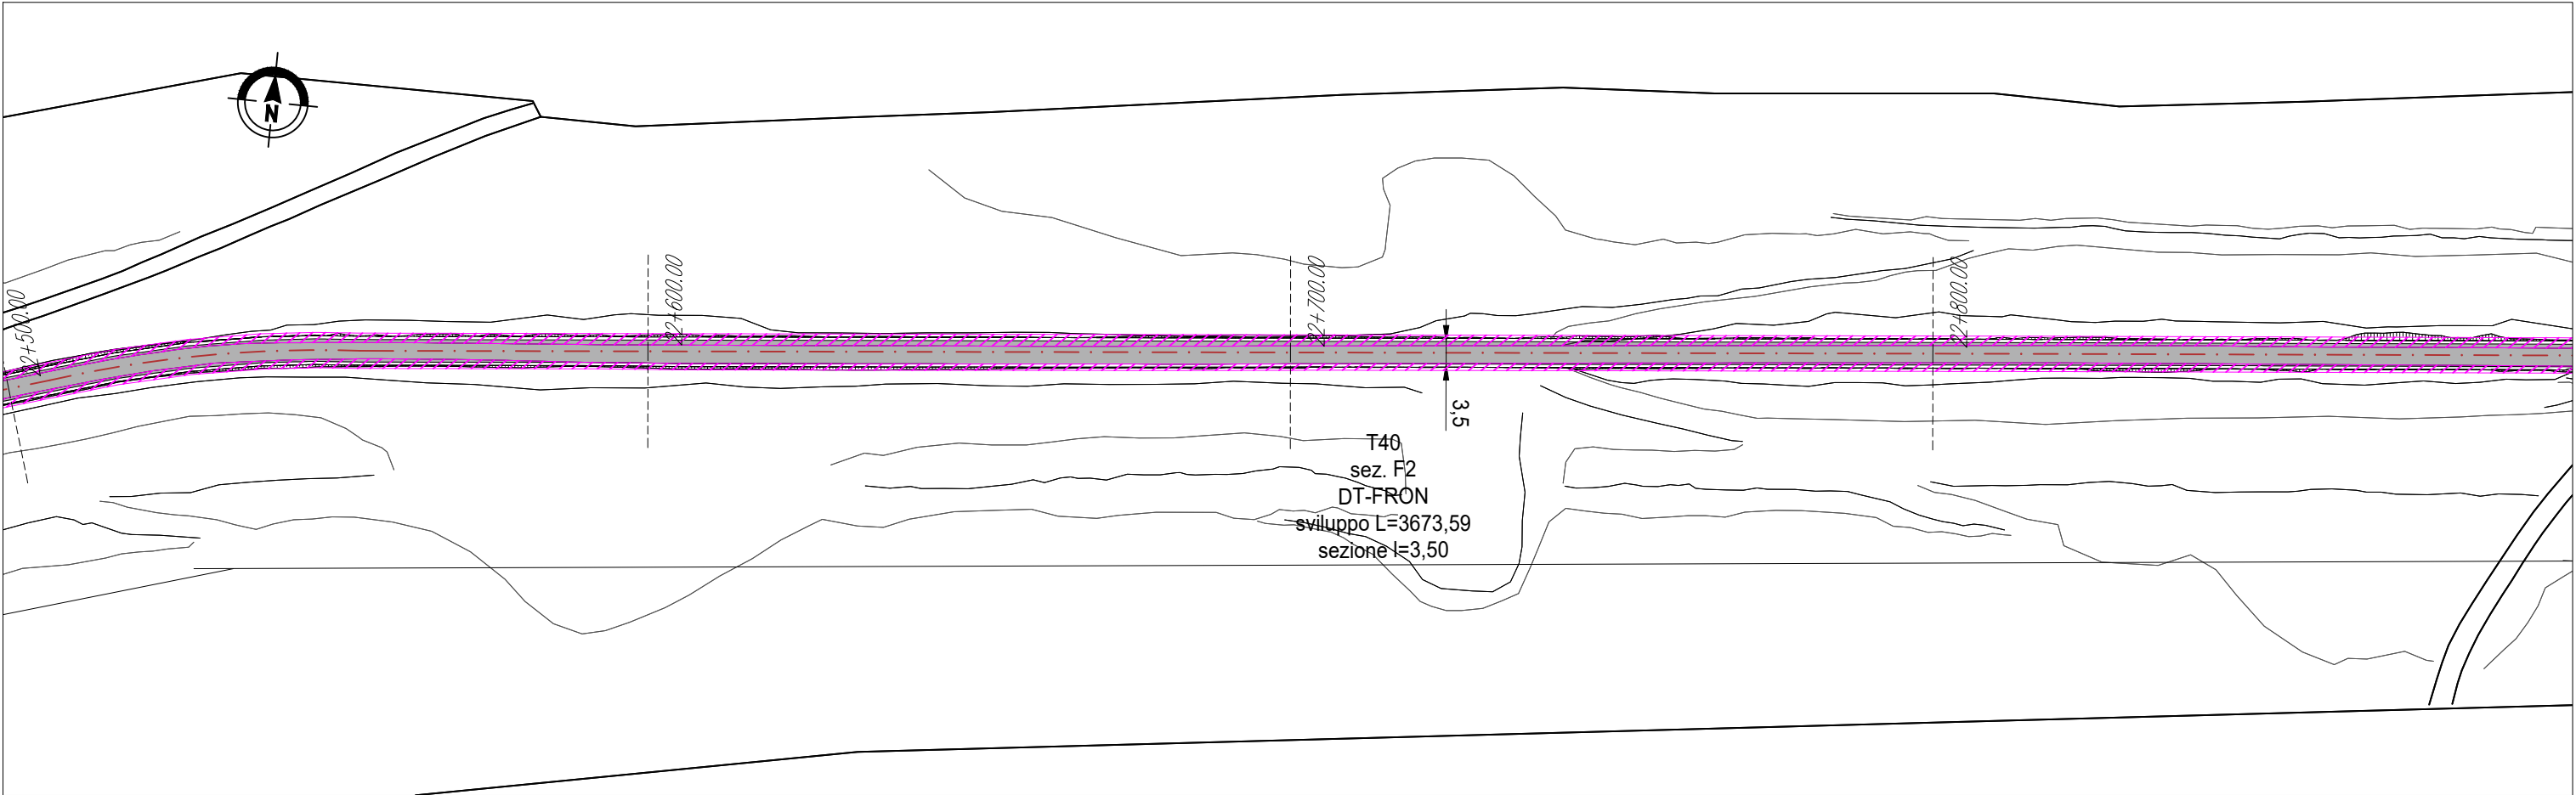 N
22+500.00
22+600.00
22+700.00
22+800.00
3,5
T40
sez. F2
DT-FRON
sviluppo L=3673,59
sezione l=3,50